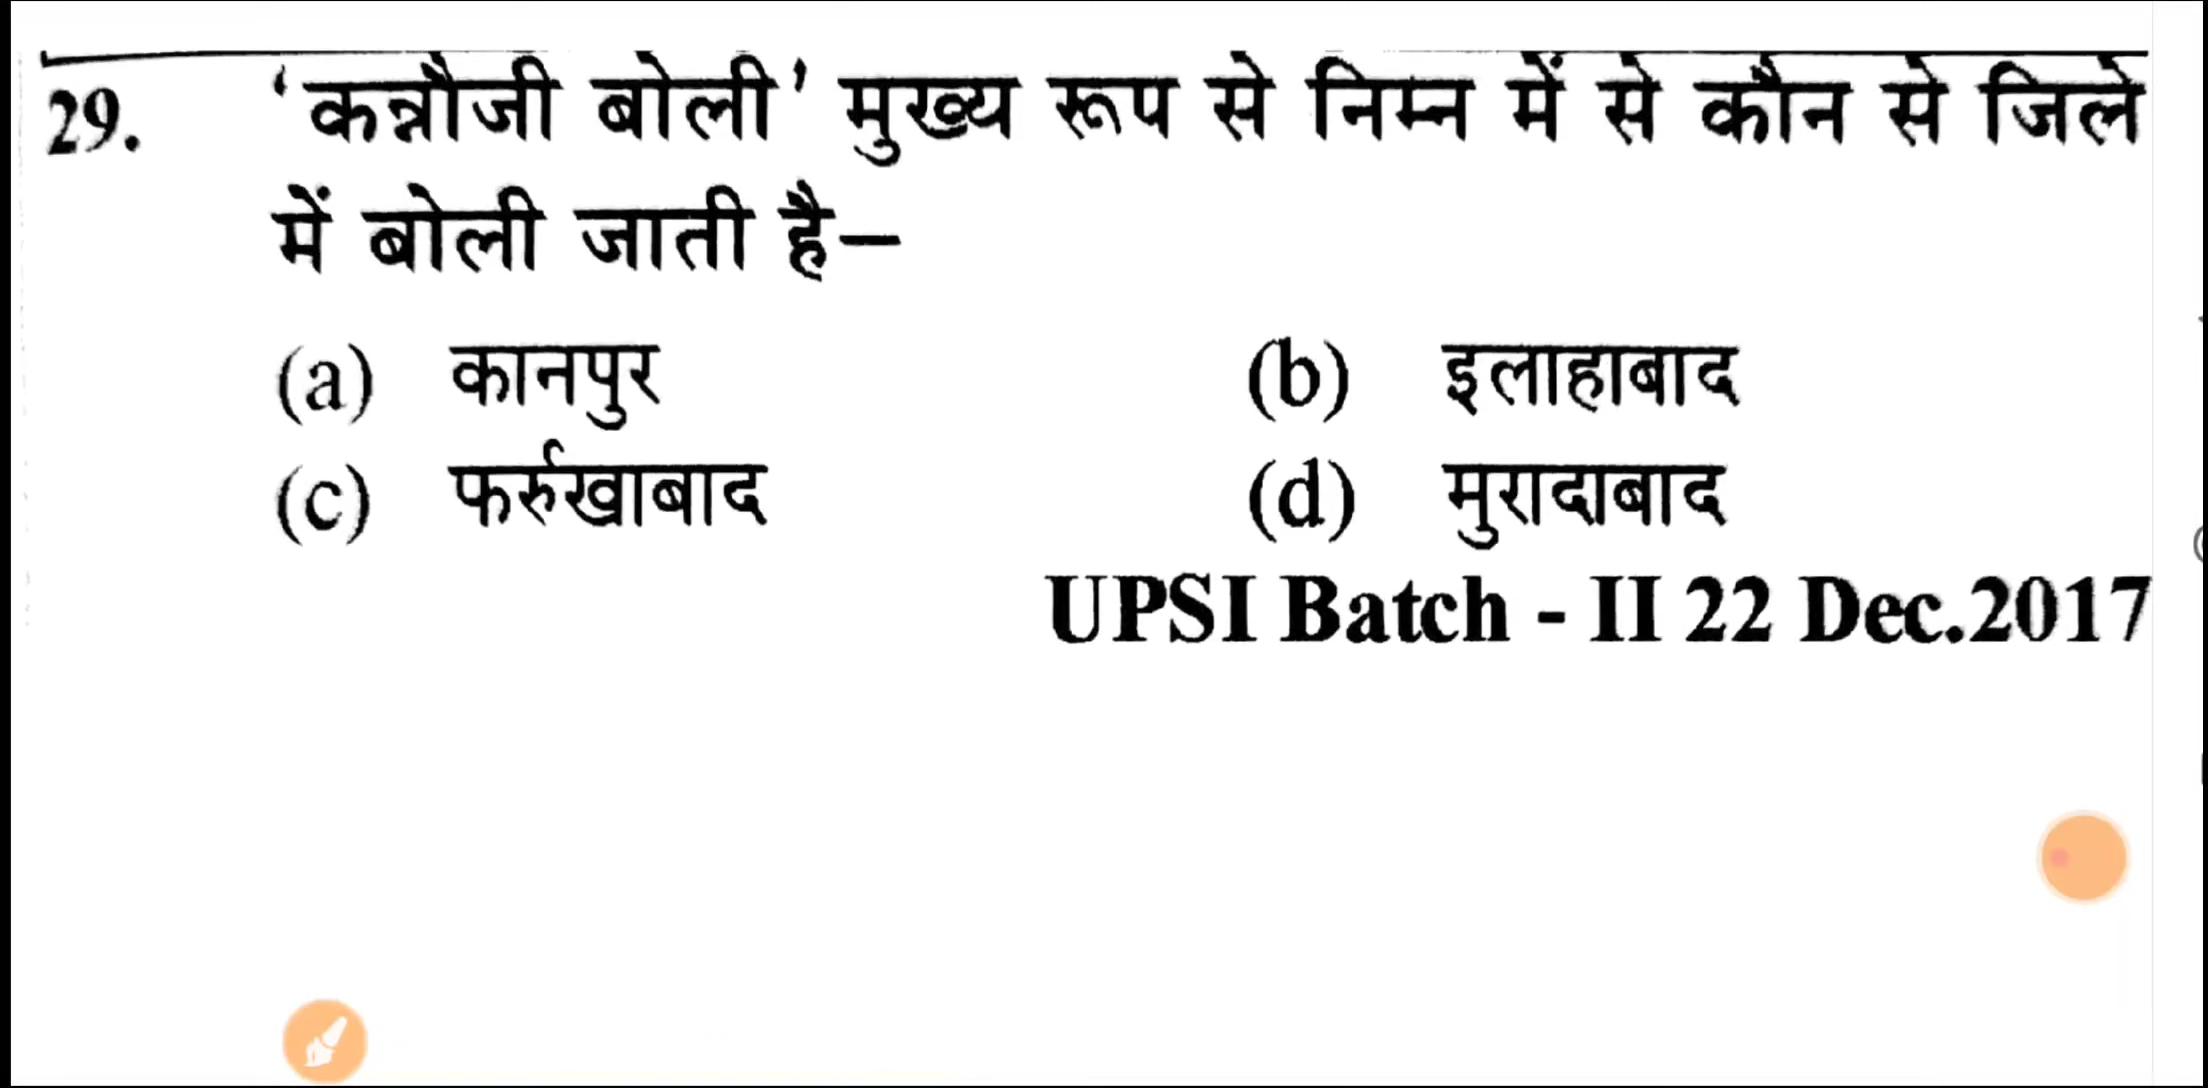 29. ‘कन्नौजी बोली’ मुख्य रूप से निम्न में से कौन से जिले
में बोली जाती है–
(a) कानपुर (b) इलाहाबाद
(c) फर्रुखाबाद (d) मुरादाबाद
UPSI Batch - II 22 Dec.2017